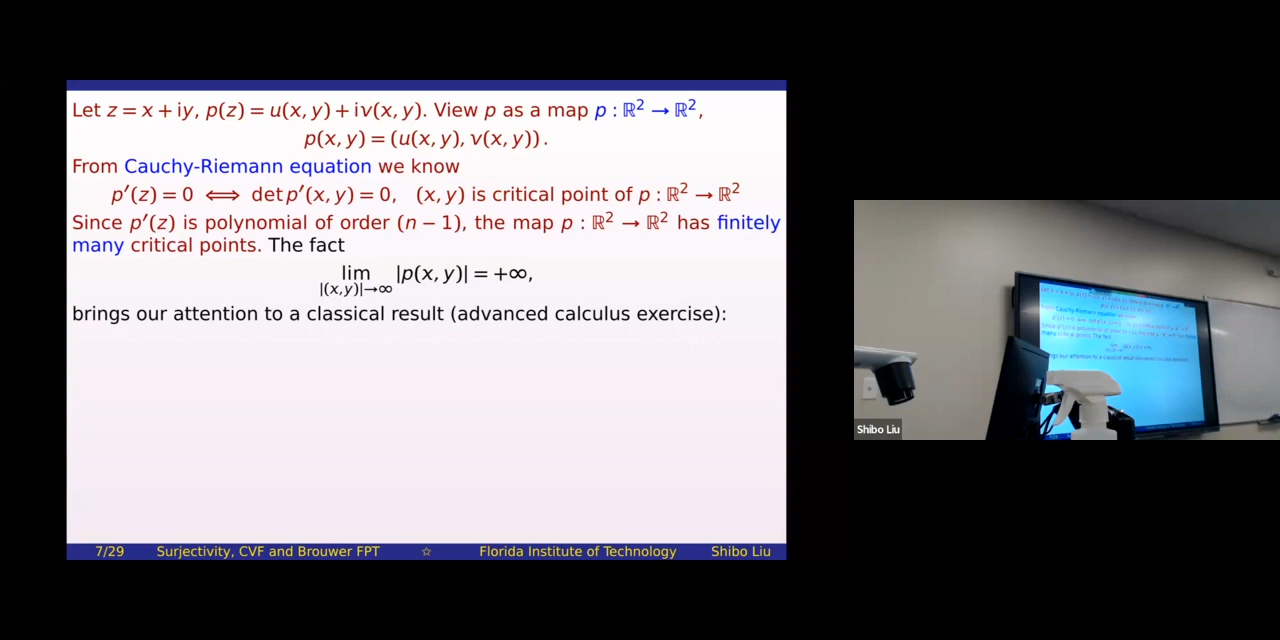 Let z = x + iy, p(z) = u(x, y) + iv(x, y). View p as a map p : ℝ² → ℝ²,
p(x, y) = (u(x, y), v(x, y)).
From Cauchy-Riemann equation we know
p′(z) = 0 ⟺ det p′(x, y) = 0, (x, y) is critical point of p : ℝ² → ℝ²
Since p′(z) is polynomial of order (n − 1), the map p : ℝ² → ℝ² has finitely
many critical points. The fact
lim |(x,y)|→∞ |p(x, y)| = +∞,
brings our attention to a classical result (advanced calculus exercise):
7/29 Surjectivity, CVF and Brouwer FPT ☆ Florida Institute of Technology Shibo Liu
Shibo Liu